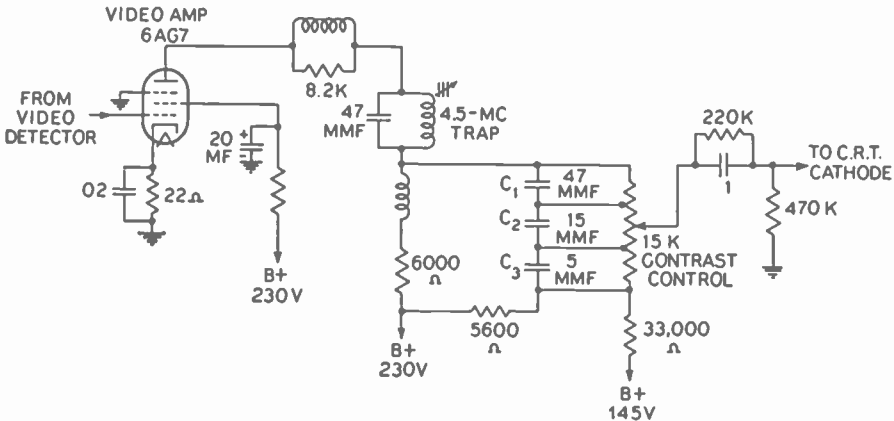 VIDEO AMP
6AG7
FROM
VIDEO
DETECTOR
02
22Ω
20
MF
+
-
B+
230V
8.2K
47
MMF
4.5-MC
TRAP
6000
Ω
B+
230V
5600
Ω
C1
47
MMF
C2
15
MMF
C3
5
MMF
15 K
CONTRAST
CONTROL
33,000
Ω
B+
145V
220K
1
TO C.R.T.
CATHODE
470 K